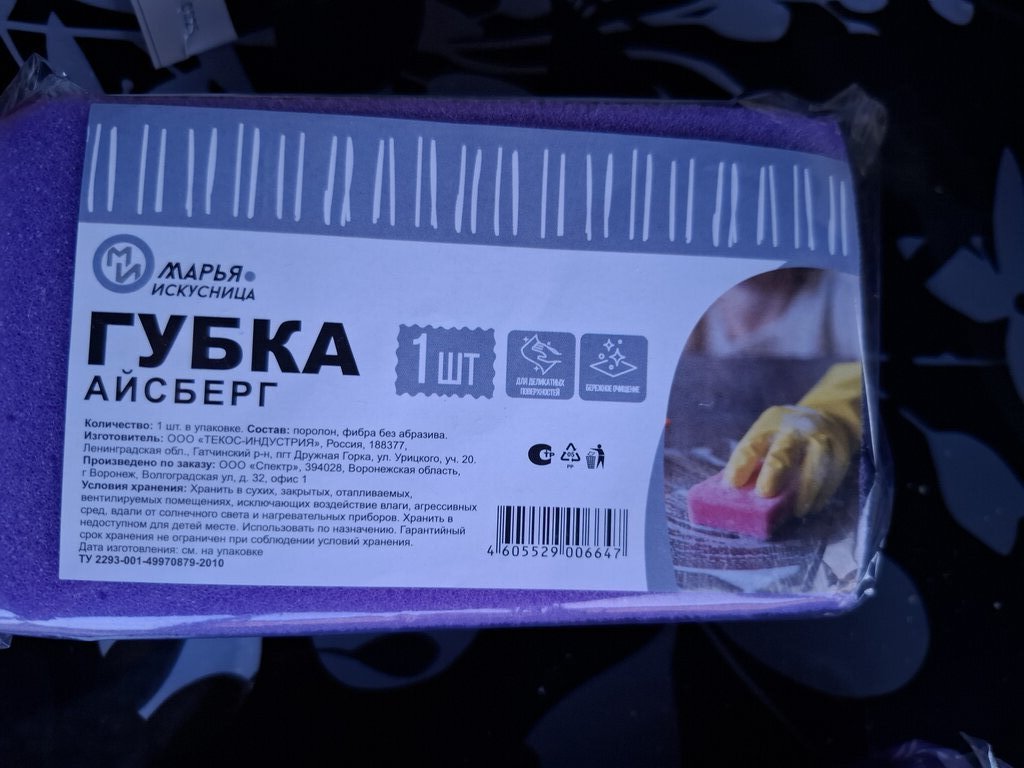 МИ
МАРЬЯ
ИСКУСНИЦА
ГУБКА
АЙСБЕРГ
1 ШТ
ДЛЯ ДЕЛИКАТНЫХ
ПОВЕРХНОСТЕЙ
БЕРЕЖНОЕ ОЧИЩЕНИЕ
Количество: 1 шт. в упаковке. Состав: поролон, фибра без абразива.
Изготовитель: ООО «ТЕКОС-ИНДУСТРИЯ», Россия, 188377,
Ленинградская обл., Гатчинский р-н, пгт Дружная Горка, ул. Урицкого, уч. 20.
Произведено по заказу: ООО «Спектр», 394028, Воронежская область,
г Воронеж, Волгоградская ул, д. 32, офис 1
Условия хранения: Хранить в сухих, закрытых, отапливаемых,
вентилируемых помещениях, исключающих воздействие влаги, агрессивных
сред, вдали от солнечного света и нагревательных приборов. Хранить в
недоступном для детей месте. Использовать по назначению. Гарантийный
срок хранения не ограничен при соблюдении условий хранения.
Дата изготовления: см. на упаковке
ТУ 2293-001-49970879-2010
05
PP
4 605529 006647